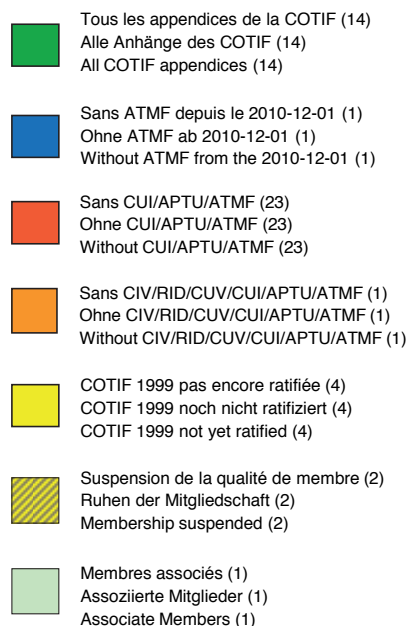 Tous les appendices de la COTIF (14)
Alle Anhänge des COTIF (14)
All COTIF appendices (14)
Sans ATMF depuis le 2010-12-01 (1)
Ohne ATMF ab 2010-12-01 (1)
Without ATMF from the 2010-12-01 (1)
Sans CUI/APTU/ATMF (23)
Ohne CUI/APTU/ATMF (23)
Without CUI/APTU/ATMF (23)
Sans CIV/RID/CUV/CUI/APTU/ATMF (1)
Ohne CIV/RID/CUV/CUI/APTU/ATMF (1)
Without CIV/RID/CUV/CUI/APTU/ATMF (1)
COTIF 1999 pas encore ratifiée (4)
COTIF 1999 noch nicht ratifiziert (4)
COTIF 1999 not yet ratified (4)
Suspension de la qualité de membre (2)
Ruhen der Mitgliedschaft (2)
Membership suspended (2)
Membres associés (1)
Assoziierte Mitglieder (1)
Associate Members (1)